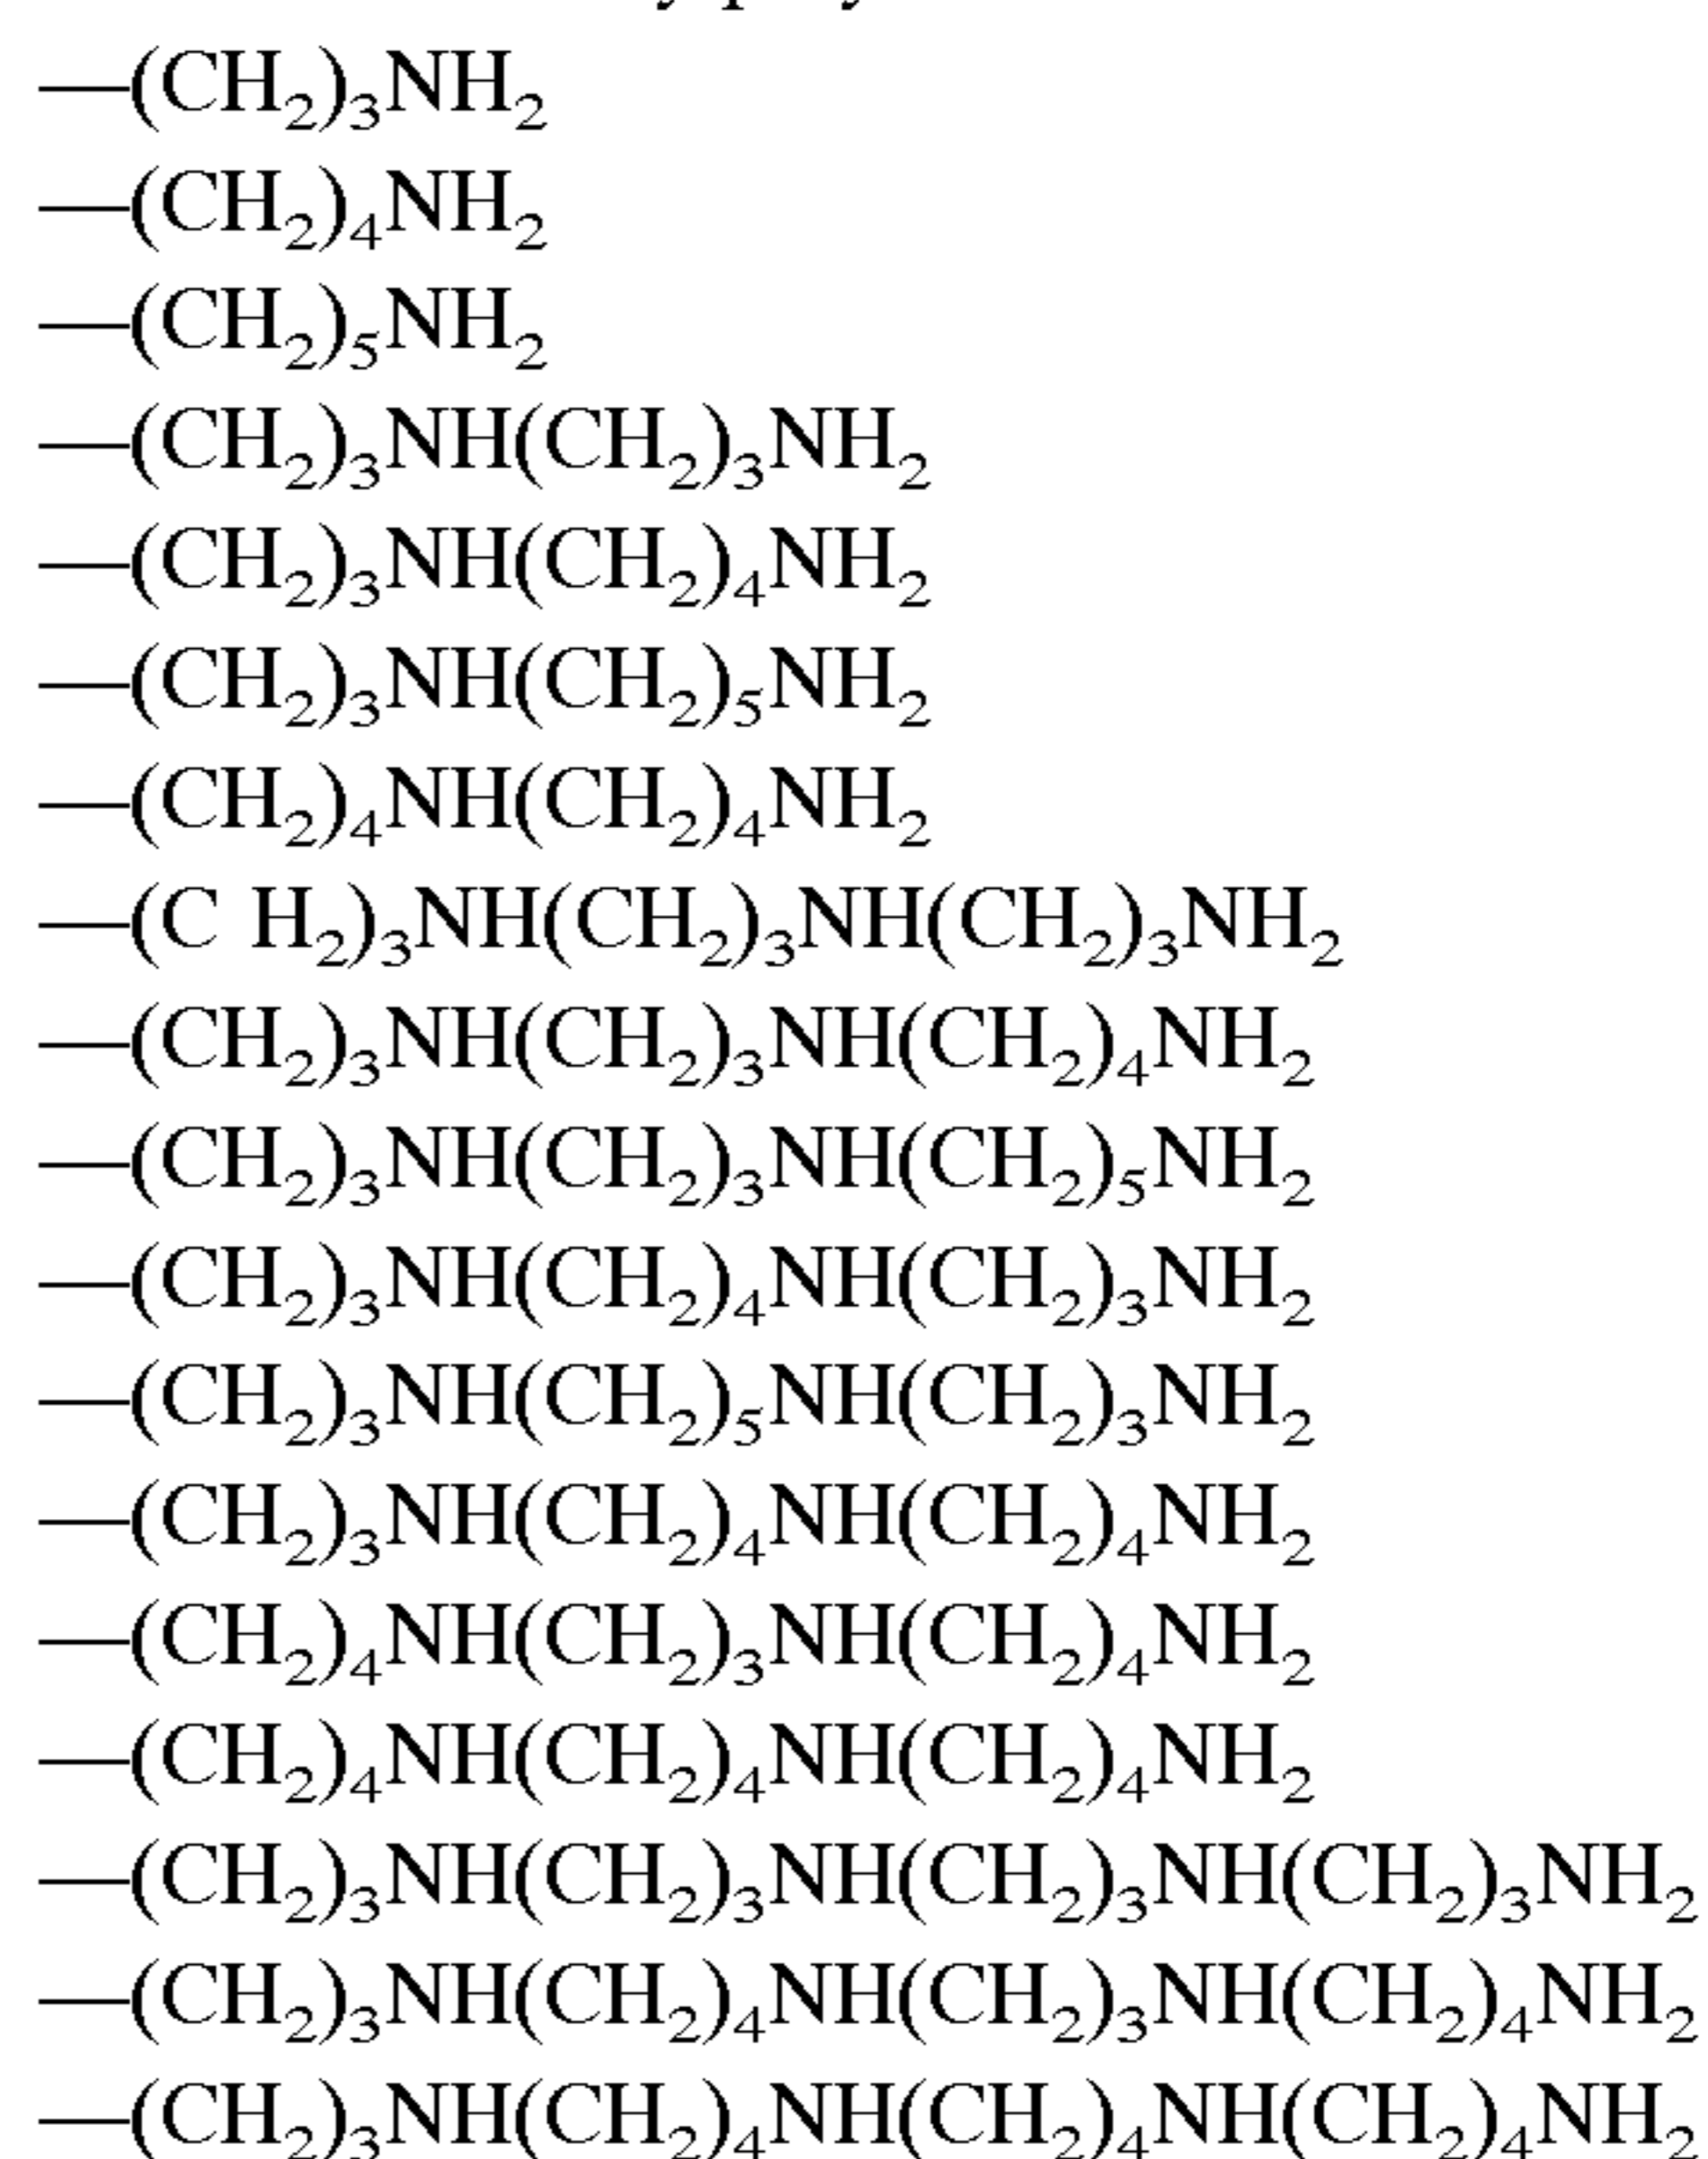 —(CH₂)₃NH₂
—(CH₂)₄NH₂
—(CH₂)₅NH₂
—(CH₂)₃NH(CH₂)₃NH₂
—(CH₂)₃NH(CH₂)₄NH₂
—(CH₂)₃NH(CH₂)₅NH₂
—(CH₂)₄NH(CH₂)₄NH₂
—(C H₂)₃NH(CH₂)₃NH(CH₂)₃NH₂
—(CH₂)₃NH(CH₂)₃NH(CH₂)₄NH₂
—(CH₂)₃NH(CH₂)₃NH(CH₂)₅NH₂
—(CH₂)₃NH(CH₂)₄NH(CH₂)₃NH₂
—(CH₂)₃NH(CH₂)₅NH(CH₂)₃NH₂
—(CH₂)₃NH(CH₂)₄NH(CH₂)₄NH₂
—(CH₂)₄NH(CH₂)₃NH(CH₂)₄NH₂
—(CH₂)₄NH(CH₂)₄NH(CH₂)₄NH₂
—(CH₂)₃NH(CH₂)₃NH(CH₂)₃NH(CH₂)₃NH₂
—(CH₂)₃NH(CH₂)₄NH(CH₂)₃NH(CH₂)₄NH₂
—(CH₂)₃NH(CH₂)₄NH(CH₂)₄NH(CH₂)₄NH₂